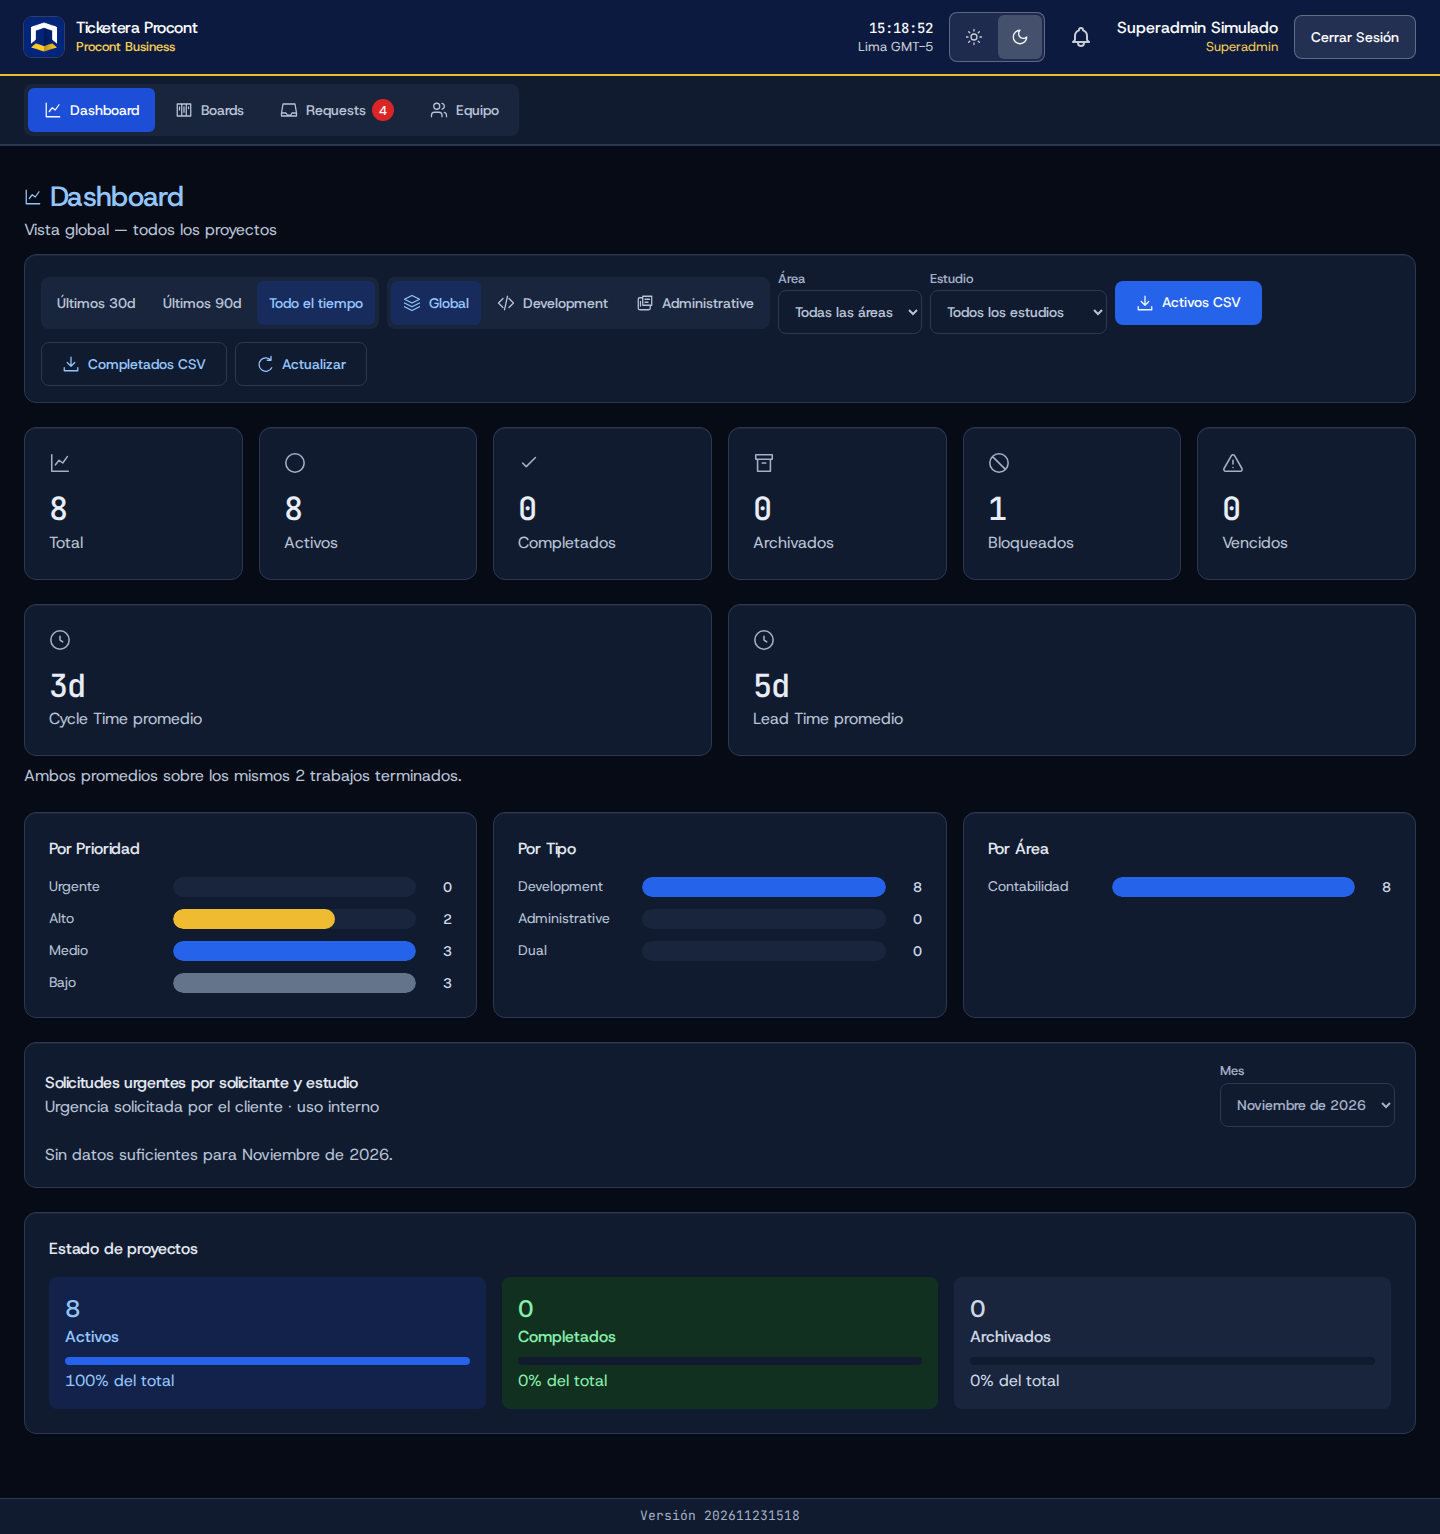 Ticketera Procont
Procont Business
15:18:52
Lima GMT-5
Superadmin Simulado
Superadmin
Cerrar Sesión
Dashboard
Boards
Requests 4
Equipo
Dashboard
Vista global — todos los proyectos
Últimos 30d
Últimos 90d
Todo el tiempo
Global
Development
Administrative
Área
Todas las áreas
Estudio
Todos los estudios
Activos CSV
Completados CSV
Actualizar
8
Total
8
Activos
0
Completados
0
Archivados
1
Bloqueados
0
Vencidos
3d
Cycle Time promedio
5d
Lead Time promedio
Ambos promedios sobre los mismos 2 trabajos terminados.
Por Prioridad
Urgente 0
Alto 2
Medio 3
Bajo 3
Por Tipo
Development 8
Administrative 0
Dual 0
Por Área
Contabilidad 8
Solicitudes urgentes por solicitante y estudio
Urgencia solicitada por el cliente · uso interno
Mes
Noviembre de 2026
Sin datos suficientes para Noviembre de 2026.
Estado de proyectos
8
Activos
100% del total
0
Completados
0% del total
0
Archivados
0% del total
Versión 202611231518